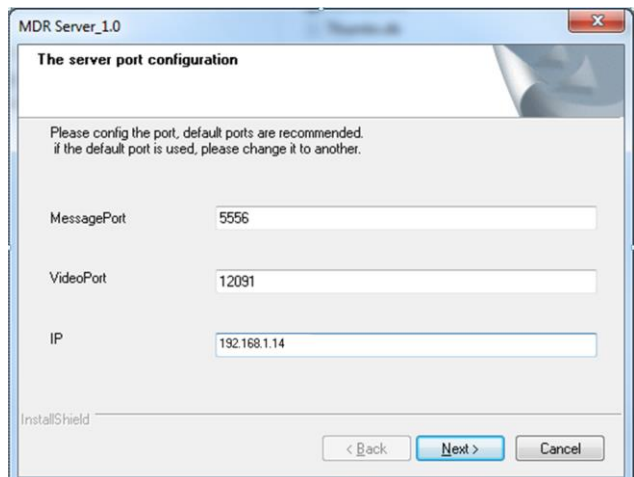 MDR Server_1.0
The server port configuration
Please config the port, default ports are recommended.
if the default port is used, please change it to another.
MessagePort
5556
VideoPort
12091
IP
192.168.1.14
InstallShield
< Back
Next >
Cancel